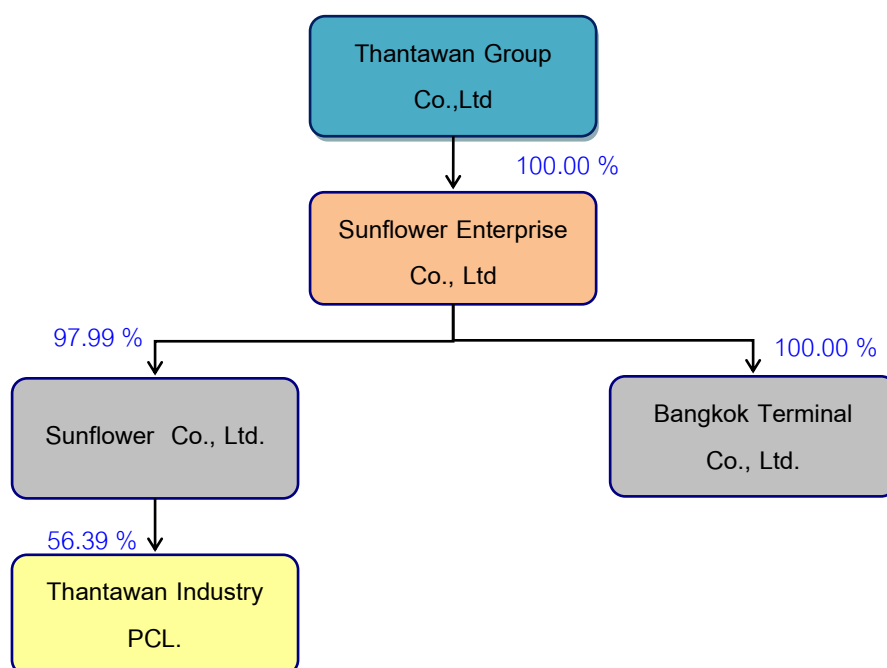 Thantawan Group
Co.,Ltd
100.00 %
Sunflower Enterprise
Co., Ltd
97.99 %
100.00 %
Sunflower Co., Ltd.
Bangkok Terminal
Co., Ltd.
56.39 %
Thantawan Industry
PCL.